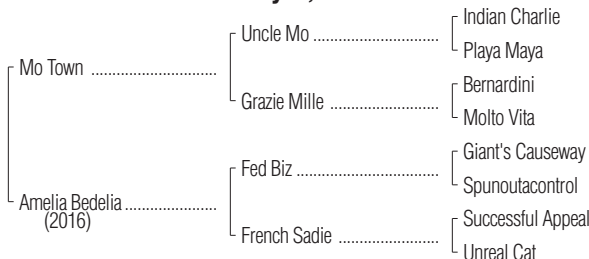 Indian Charlie
Uncle Mo
Playa Maya
Mo Town
Bernardini
Grazie Mille
Molto Vita
Giant's Causeway
Fed Biz
Spunoutacontrol
Amelia Bedelia
(2016)
Successful Appeal
French Sadie
Unreal Cat